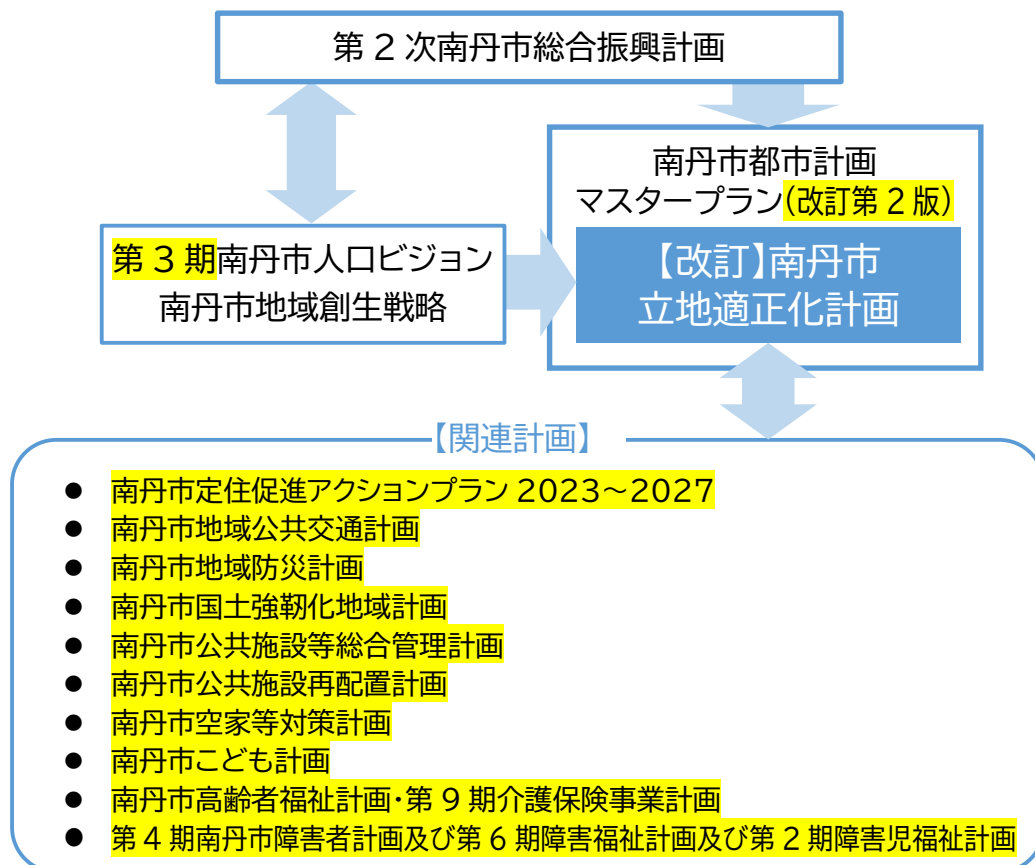 第2次南丹市総合振興計画
南丹市都市計画
マスタープラン(改訂第2版)
【改訂】南丹市
立地適正化計画
第3期南丹市人口ビジョン
南丹市地域創生戦略
【関連計画】
● 南丹市定住促進アクションプラン2023~2027
● 南丹市地域公共交通計画
● 南丹市地域防災計画
● 南丹市国土強靭化地域計画
● 南丹市公共施設等総合管理計画
● 南丹市公共施設再配置計画
● 南丹市空家等対策計画
● 南丹市こども計画
● 南丹市高齢者福祉計画・第9期介護保険事業計画
● 第4期南丹市障害者計画及び第6期障害福祉計画及び第2期障害児福祉計画